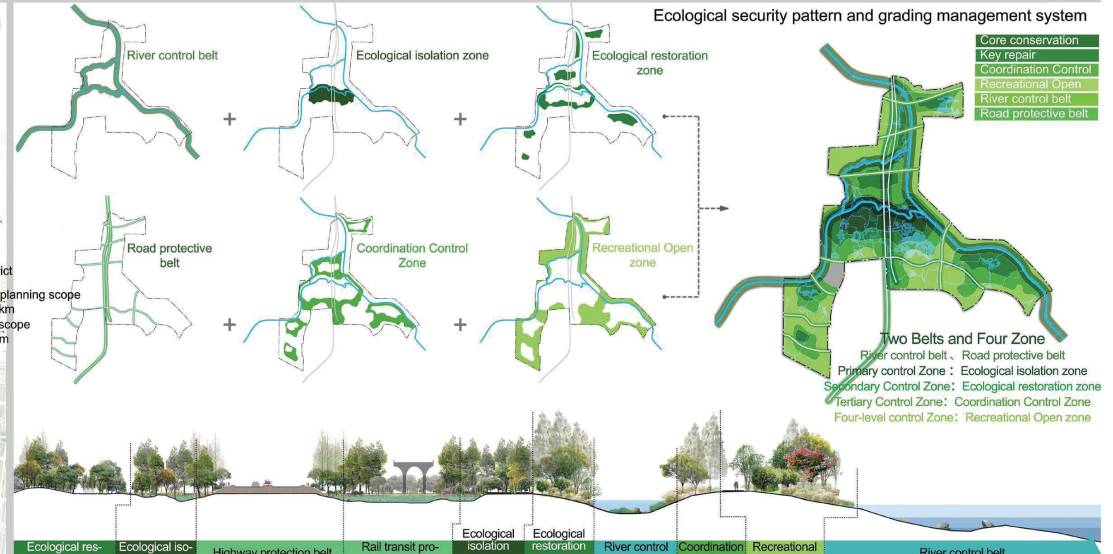 Ecological security pattern and grading management system
River control belt
Ecological isolation zone
Ecological restoration
zone
Core conservation
Key repair
Coordination Control
Recreational Open
River control belt
Road protective belt
+
+
Road protective
belt
Coordination Control
Zone
Recreational Open
zone
+
+
rict
planning scope
km
scope
m
Two Belts and Four Zone
River control belt、Road protective belt
Primary control Zone：Ecological isolation zone
Secondary Control Zone：Ecological restoration zone
Tertiary Control Zone：Coordination Control Zone
Four-level control Zone：Recreational Open zone
Ecological res-
Ecological iso-
Highway protection belt
Rail transit pro-
Ecological
isolation
Ecological
restoration
River control
Coordination
Recreational
River control belt